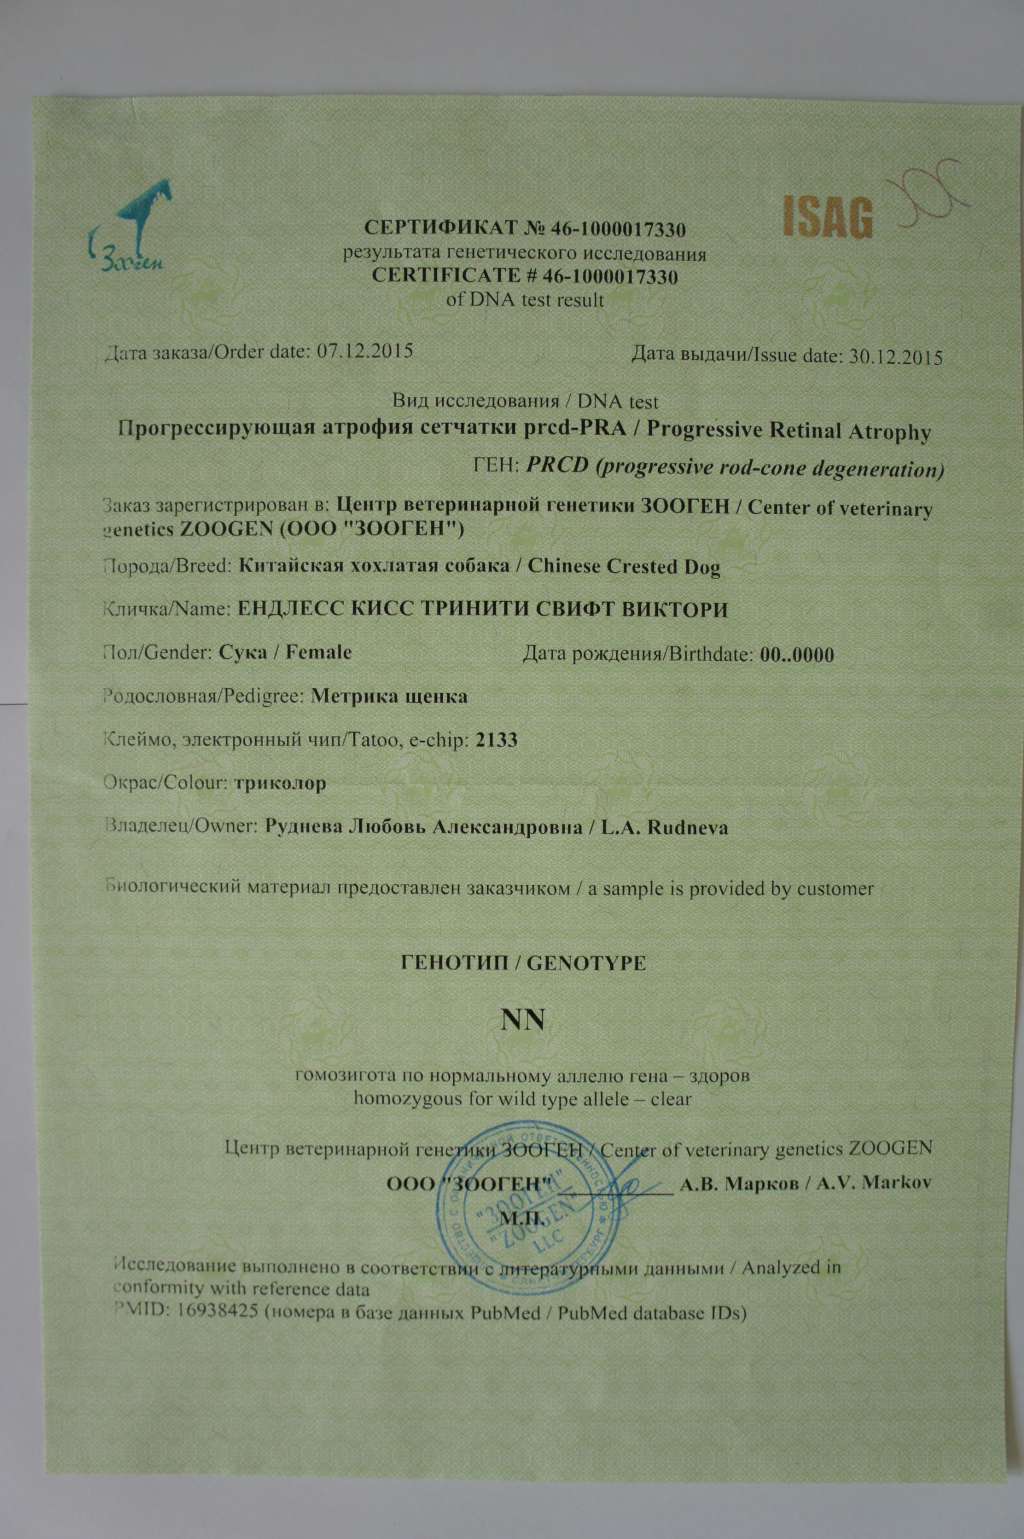 Зооген
ISAG
СЕРТИФИКАТ № 46-1000017330
результата генетического исследования
CERTIFICATE # 46-1000017330
of DNA test result
Дата заказа/Order date: 07.12.2015 Дата выдачи/Issue date: 30.12.2015
Вид исследования / DNA test
Прогрессирующая атрофия сетчатки prcd-PRA / Progressive Retinal Atrophy
ГЕН: PRCD (progressive rod-cone degeneration)
Заказ зарегистрирован в: Центр ветеринарной генетики ЗООГЕН / Center of veterinary
genetics ZOOGEN (ООО "ЗООГЕН")
Порода/Breed: Китайская хохлатая собака / Chinese Crested Dog
Кличка/Name: ЕНДЛЕСС КИСС ТРИНИТИ СВИФТ ВИКТОРИ
Пол/Gender: Сука / Female Дата рождения/Birthdate: 00..0000
Родословная/Pedigree: Метрика щенка
Клеймо, электронный чип/Tatoo, e-chip: 2133
Окрас/Colour: триколор
Владелец/Owner: Руднева Любовь Александровна / L.A. Rudneva
Биологический материал предоставлен заказчиком / a sample is provided by customer
ГЕНОТИП / GENOTYPE
NN
гомозигота по нормальному аллелю гена – здоров
homozygous for wild type allele – clear
Центр ветеринарной генетики ЗООГЕН / Center of veterinary genetics ZOOGEN
ООО "ЗООГЕН" ____________ А.В. Марков / A.V. Markov
М.П.
"ЗООГЕН"
"ZOOGEN"
LLC
Исследование выполнено в соответствии с литературными данными / Analyzed in
conformity with reference data
PMID: 16938425 (номера в базе данных PubMed / PubMed database IDs)